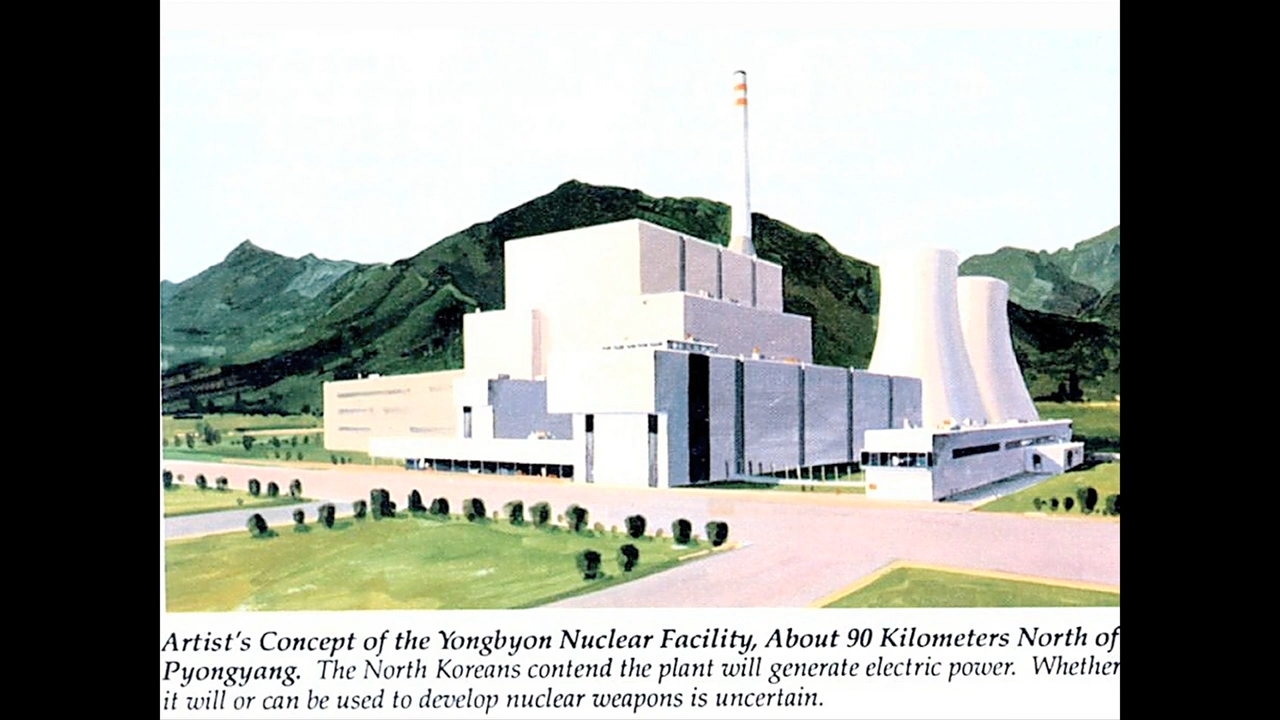 Artist's Concept of the Yongbyon Nuclear Facility, About 90 Kilometers North of
Pyongyang. The North Koreans contend the plant will generate electric power. Whether
it will or can be used to develop nuclear weapons is uncertain.